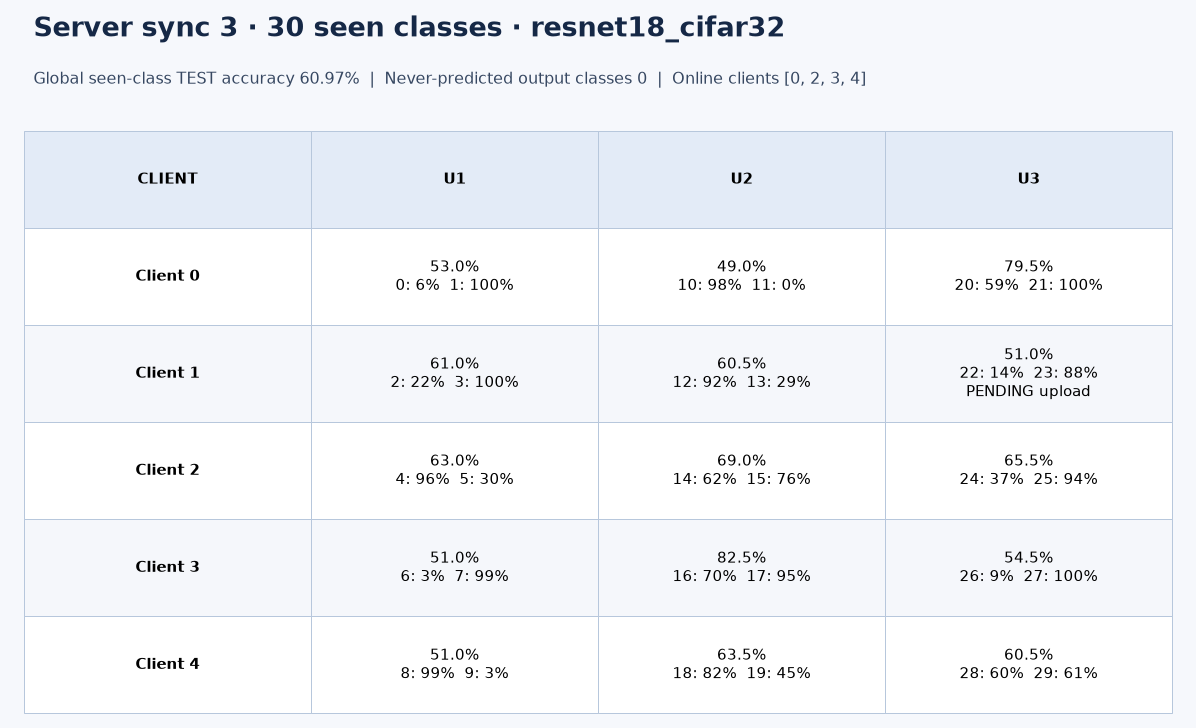 Server sync 3 · 30 seen classes · resnet18_cifar32
Global seen-class TEST accuracy 60.97%  |  Never-predicted output classes 0  |  Online clients [0, 2, 3, 4]
CLIENT
U1
U2
U3
Client 0
53.0%
0: 6%  1: 100%
49.0%
10: 98%  11: 0%
79.5%
20: 59%  21: 100%
Client 1
61.0%
2: 22%  3: 100%
60.5%
12: 92%  13: 29%
51.0%
22: 14%  23: 88%
PENDING upload
Client 2
63.0%
4: 96%  5: 30%
69.0%
14: 62%  15: 76%
65.5%
24: 37%  25: 94%
Client 3
51.0%
6: 3%  7: 99%
82.5%
16: 70%  17: 95%
54.5%
26: 9%  27: 100%
Client 4
51.0%
8: 99%  9: 3%
63.5%
18: 82%  19: 45%
60.5%
28: 60%  29: 61%